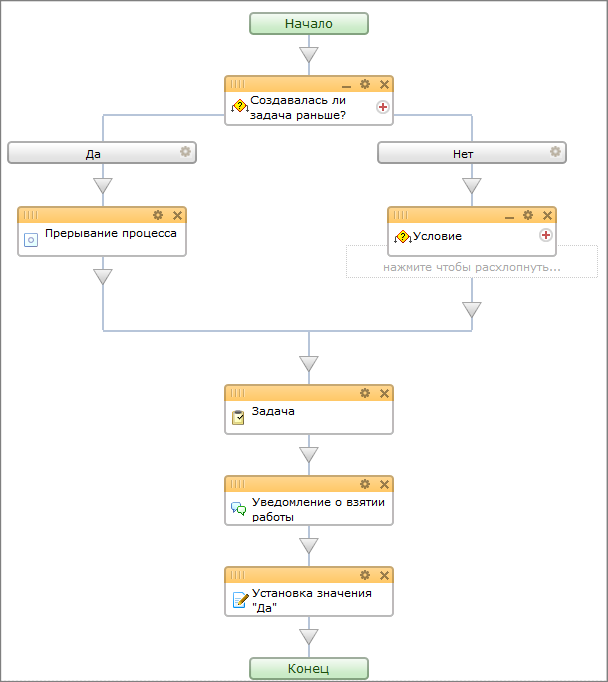 Начало
Создавалась ли
задача раньше?
Да
Нет
Прерывание процесса
Условие
нажмите чтобы расхлопнуть...
Задача
Уведомление о взятии
работы
Установка значения
"Да"
Конец